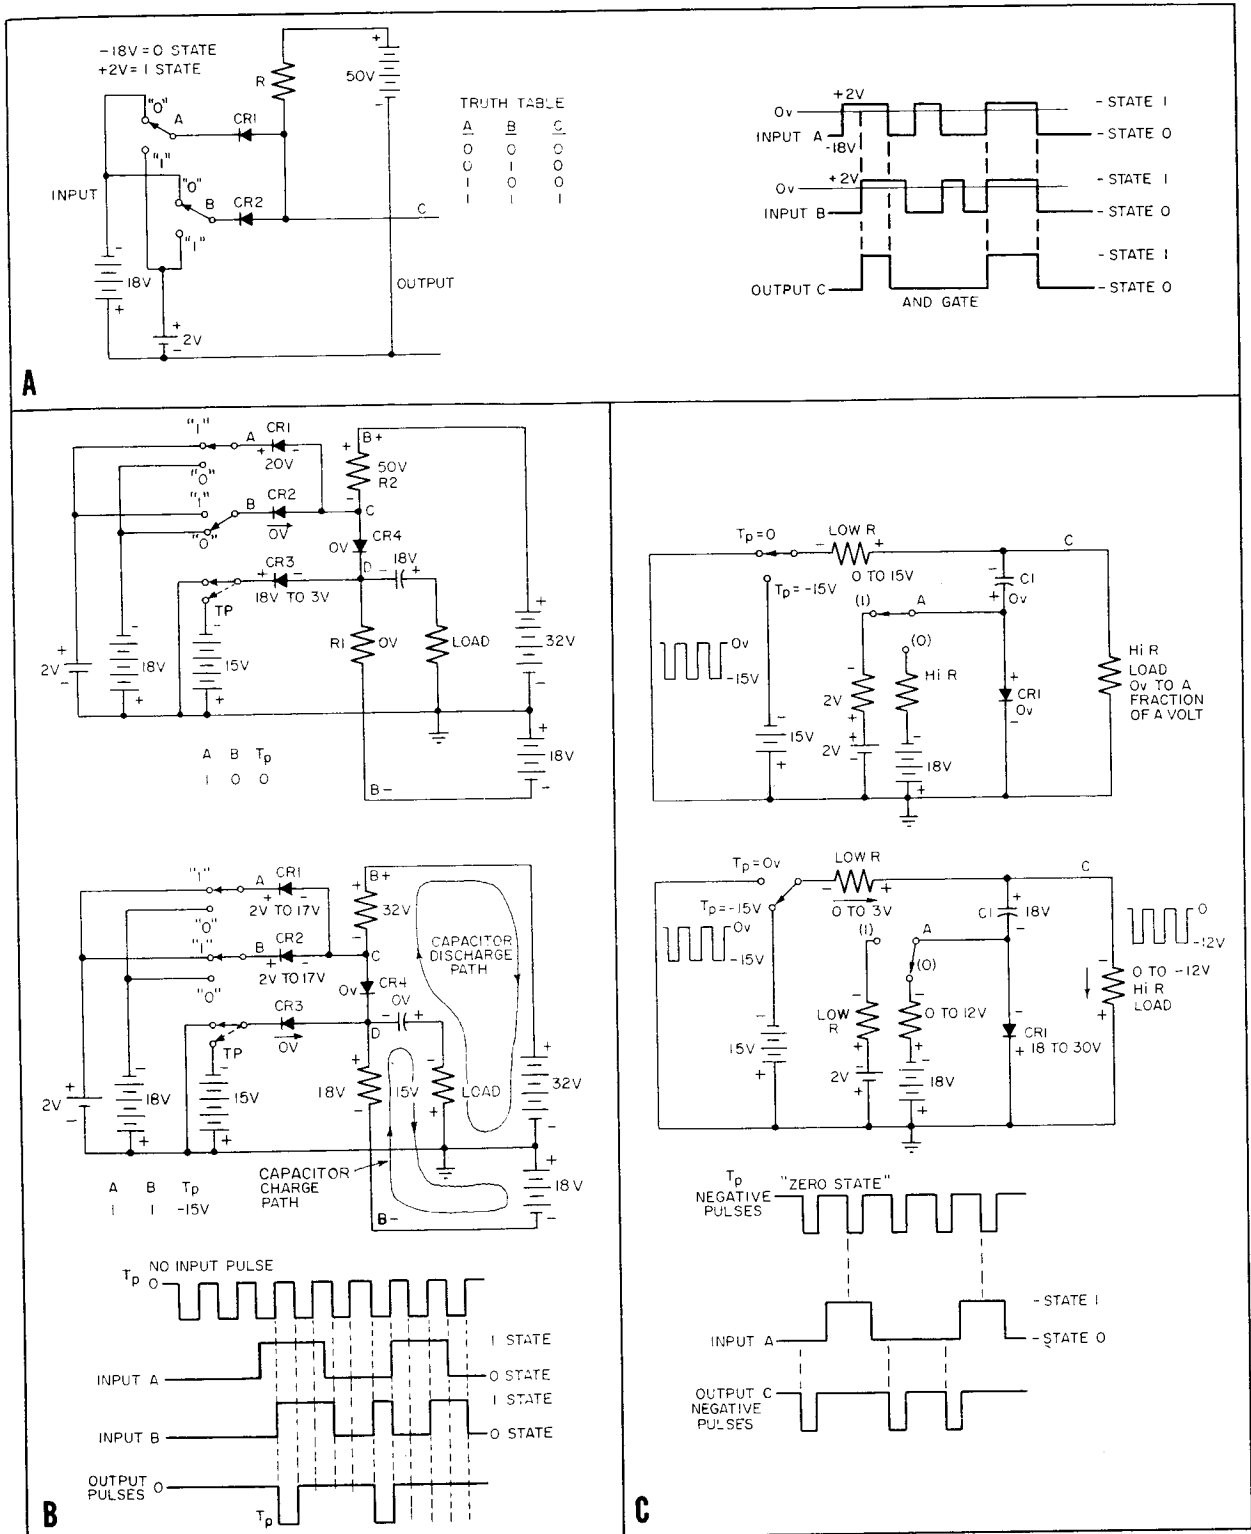 -18V = 0 STATE
+2V = 1 STATE
"0"
A
CR1
"1"
"0"
B
CR2
"1"
INPUT
-
18V
+
+
2V
-
R
+
50V
-
C
OUTPUT
TRUTH TABLE
A B C
0 0 0
0 1 0
1 0 0
1 1 1
+2V
0v
INPUT A
-18V
- STATE 1
- STATE 0
+2V
0v
INPUT B
- STATE 1
- STATE 0
OUTPUT C
- STATE 1
- STATE 0
AND GATE
A
"1"
A
CR1
+ -
20V
"0"
"1"
B
CR2
0V
"0"
CR3
+ -
18V TO 3V
TP
+
B+
50V
R2
-
C
0V
CR4
18V
D - +
R1
0V
LOAD
+
32V
-
+
18V
-
B-
+
2V
-
-
18V
+
-
15V
+
A B Tp
1 0 0
"1"
A
CR1
+ -
2V TO 17V
"0"
"1"
B
CR2
+ -
2V TO 17V
"0"
CR3
0V
TP
B+
+
32V
-
C
CR4
0v
0V
D
- +
CAPACITOR
DISCHARGE
PATH
+
18V
-
15V
-
LOAD
+
+
32V
-
+
18V
-
B-
+
2V
-
-
18V
+
-
15V
+
CAPACITOR
CHARGE
PATH
A B Tp
1 1 -15V
NO INPUT PULSE
Tp 0
INPUT A
1 STATE
0 STATE
INPUT B
1 STATE
0 STATE
OUTPUT
PULSES 0
Tp
B
Tp=0
LOW R
- +
0 TO 15V
C
Tp=-15V
-
C1
+
0v
(1)
A
(0)
0v
-15V
-
15V
+
2V
+
2V
-
Hi R
-
18V
+
+
CR1
0v
-
Hi R
LOAD
0v TO A
FRACTION
OF A VOLT
Tp=0v
LOW R
- +
0 TO 3V
C
Tp=-15V
0v
-15V
(1)
A
(0)
+
C1
18V
-
0
-12V
-
0 TO -12V
Hi R
LOAD
+
-
15V
+
-
LOW
R
+
2V
-
-
0 TO 12V
+
-
18V
+
-
CR1
+ 18 TO 30V
Tp
NEGATIVE
PULSES
"ZERO STATE"
INPUT A
- STATE 1
- STATE 0
OUTPUT C
NEGATIVE
PULSES
C